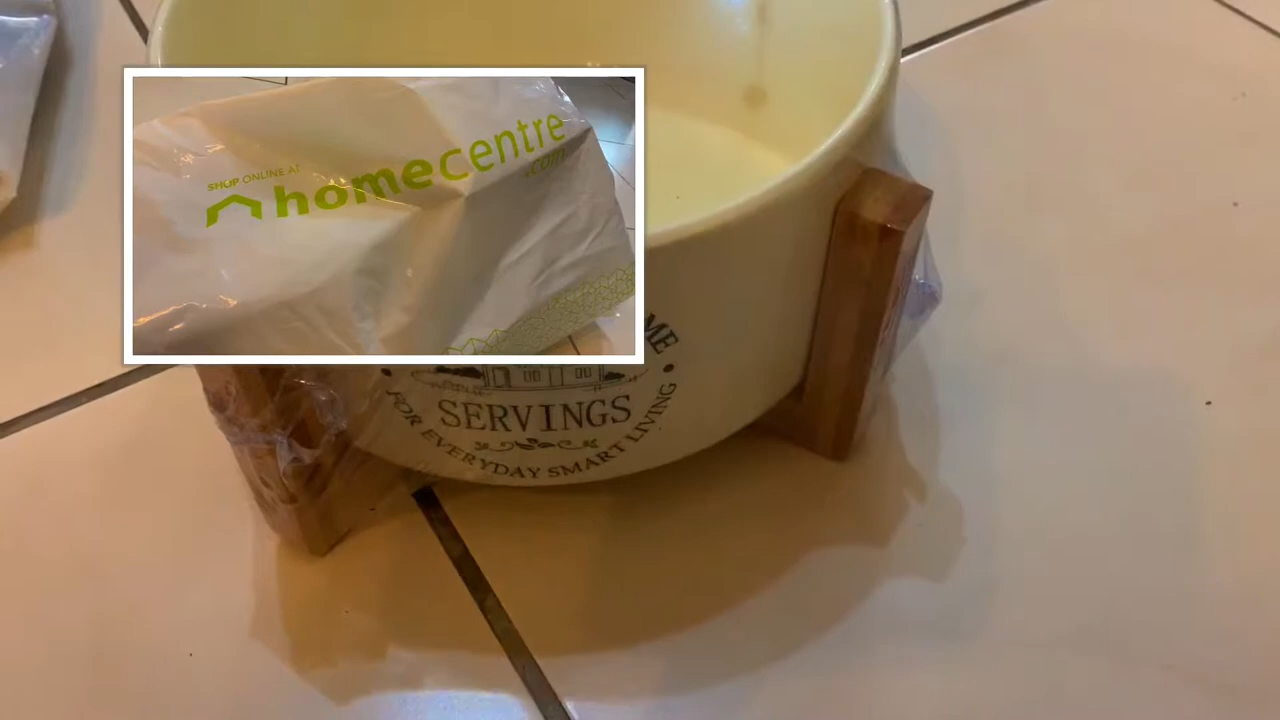 SHOP ONLINE AT
homecentre
.com
ME
SERVINGS
FOR EVERYDAY SMART LIVING